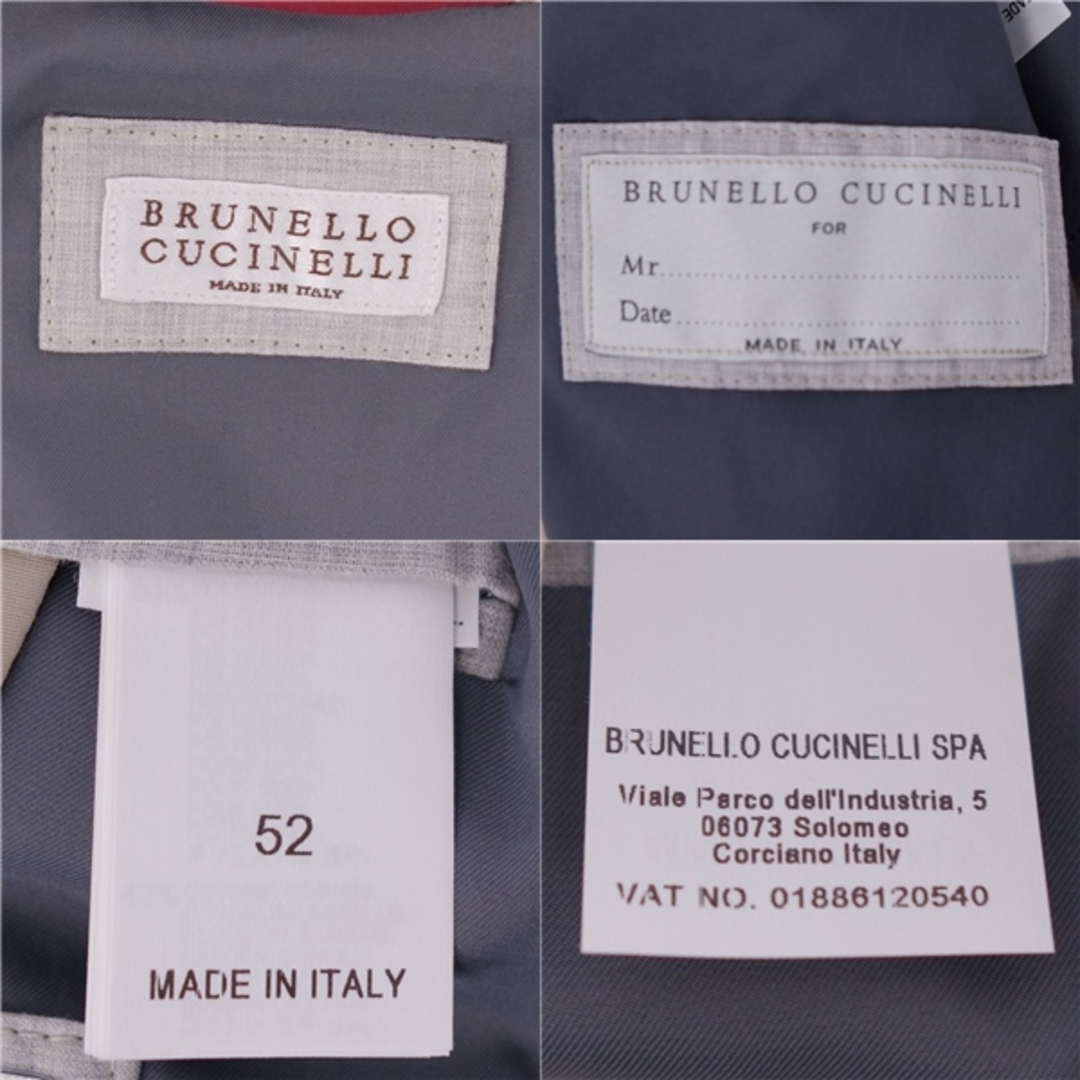 BRUNELLO
CUCINELLI
MADE IN ITALY
BRUNELLO CUCINELLI
FOR
Mr
Date
MADE IN ITALY
52
MADE IN ITALY
BRUNELLO CUCINELLI SPA
Viale Parco dell'Industria, 5
06073 Solomeo
Corciano Italy
VAT NO. 01886120540